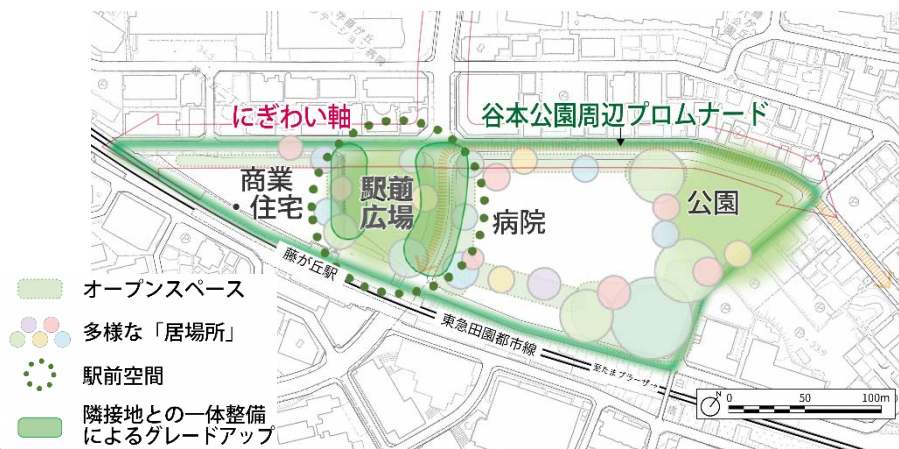 にぎわい軸
谷本公園周辺プロムナード
商業
住宅
駅前
広場
病院
公園
藤が丘駅
東急田園都市線
至たまプラーザ→
オープンスペース
多様な「居場所」
駅前空間
隣接地との一体整備
によるグレードアップ
N
0 50 100m